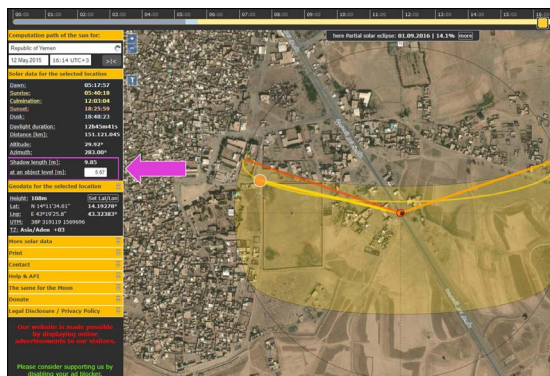 00:00 01:00 02:00 03:00 04:00 05:00 06:00 07:00 08:00 09:00 10:00 11:00 12:00 13:00 14:00 15:00 16:00
Computation path of the sun for:
Republic of Yemen
12 May 2015 16:14 UTC+3 >|<
Solar data for the selected location
Dawn: 05:17:57
Sunrise: 05:40:18
Culmination: 12:03:04
Sunset: 18:25:59
Dusk: 18:48:23
Daylight duration: 12h45m41s
Distance [km]: 151.121.045
Altitude: 29.92°
Azimuth: 283.00°
Shadow length [m]: 9.85
at an object level [m]: 5.67
Geodata for the selected location
Height: 108m Set Lat/Lon
Lat: N 14°11'34.01" 14.19278°
Lng: E 43°19'25.8" 43.32383°
UTM: 38P 319119 1569696
TZ: Asia/Aden +03
More solar data
Print
Contact
Help & API
The same for the Moon
Donate
Legal Disclosure / Privacy Policy
Our website is made possible
by displaying online
advertisements to our visitors.
Please consider supporting us by
disabling your ad blocker.
+
T
here Partial solar eclipse: 01.09.2016 | 14.1% more